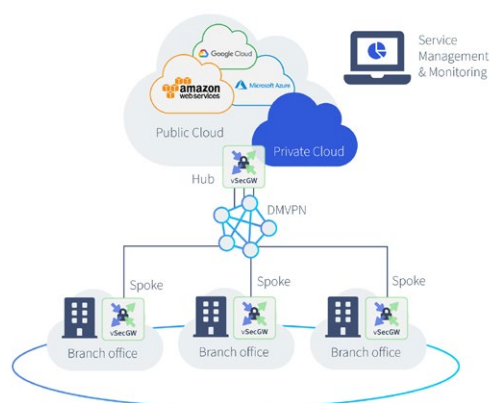 Google Cloud
amazon
webservices
Microsoft Azure
Public Cloud
Private Cloud
Service
Management
& Monitoring
Hub
vSecGW
DMVPN
Spoke
Spoke
Spoke
vSecGW
vSecGW
vSecGW
Branch office
Branch office
Branch office